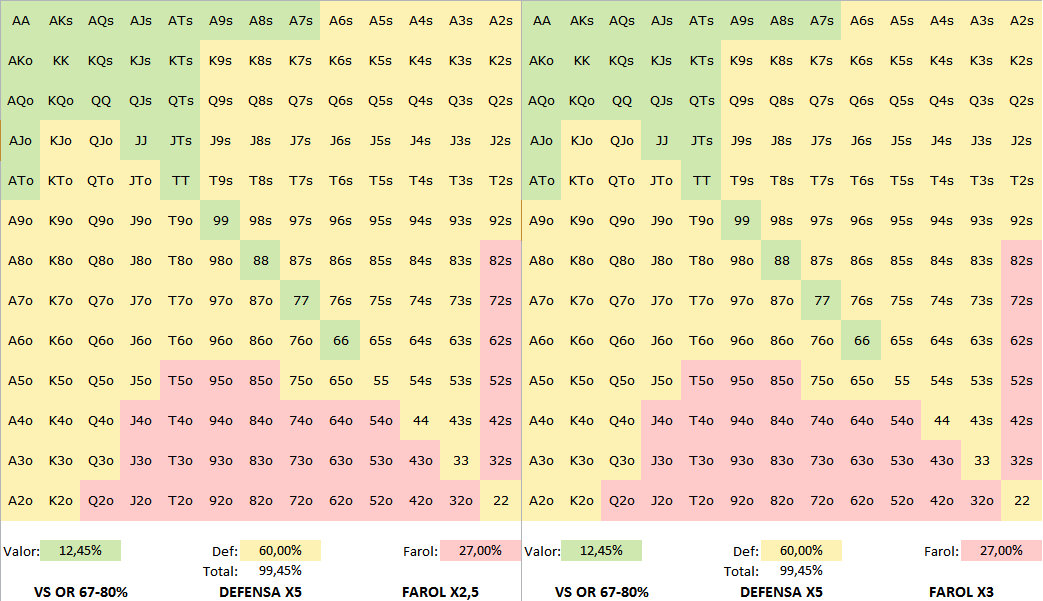 AA AKs AQs AJs ATs A9s A8s A7s A6s A5s A4s A3s A2s AA AKs AQs AJs ATs A9s A8s A7s A6s A5s A4s A3s A2s
AKo KK KQs KJs KTs K9s K8s K7s K6s K5s K4s K3s K2s AKo KK KQs KJs KTs K9s K8s K7s K6s K5s K4s K3s K2s
AQo KQo QQ QJs QTs Q9s Q8s Q7s Q6s Q5s Q4s Q3s Q2s AQo KQo QQ QJs QTs Q9s Q8s Q7s Q6s Q5s Q4s Q3s Q2s
AJo KJo QJo JJ JTs J9s J8s J7s J6s J5s J4s J3s J2s AJo KJo QJo JJ JTs J9s J8s J7s J6s J5s J4s J3s J2s
ATo KTo QTo JTo TT T9s T8s T7s T6s T5s T4s T3s T2s ATo KTo QTo JTo TT T9s T8s T7s T6s T5s T4s T3s T2s
A9o K9o Q9o J9o T9o 99 98s 97s 96s 95s 94s 93s 92s A9o K9o Q9o J9o T9o 99 98s 97s 96s 95s 94s 93s 92s
A8o K8o Q8o J8o T8o 98o 88 87s 86s 85s 84s 83s 82s A8o K8o Q8o J8o T8o 98o 88 87s 86s 85s 84s 83s 82s
A7o K7o Q7o J7o T7o 97o 87o 77 76s 75s 74s 73s 72s A7o K7o Q7o J7o T7o 97o 87o 77 76s 75s 74s 73s 72s
A6o K6o Q6o J6o T6o 96o 86o 76o 66 65s 64s 63s 62s A6o K6o Q6o J6o T6o 96o 86o 76o 66 65s 64s 63s 62s
A5o K5o Q5o J5o T5o 95o 85o 75o 65o 55 54s 53s 52s A5o K5o Q5o J5o T5o 95o 85o 75o 65o 55 54s 53s 52s
A4o K4o Q4o J4o T4o 94o 84o 74o 64o 54o 44 43s 42s A4o K4o Q4o J4o T4o 94o 84o 74o 64o 54o 44 43s 42s
A3o K3o Q3o J3o T3o 93o 83o 73o 63o 53o 43o 33 32s A3o K3o Q3o J3o T3o 93o 83o 73o 63o 53o 43o 33 32s
A2o K2o Q2o J2o T2o 92o 82o 72o 62o 52o 42o 32o 22 A2o K2o Q2o J2o T2o 92o 82o 72o 62o 52o 42o 32o 22
Valor: 12,45% Def: 60,00% Farol: 27,00% Valor: 12,45% Def: 60,00% Farol: 27,00%
Total: 99,45% Total: 99,45%
VS OR 67-80% DEFENSA X5 FAROL X2,5 VS OR 67-80% DEFENSA X5 FAROL X3